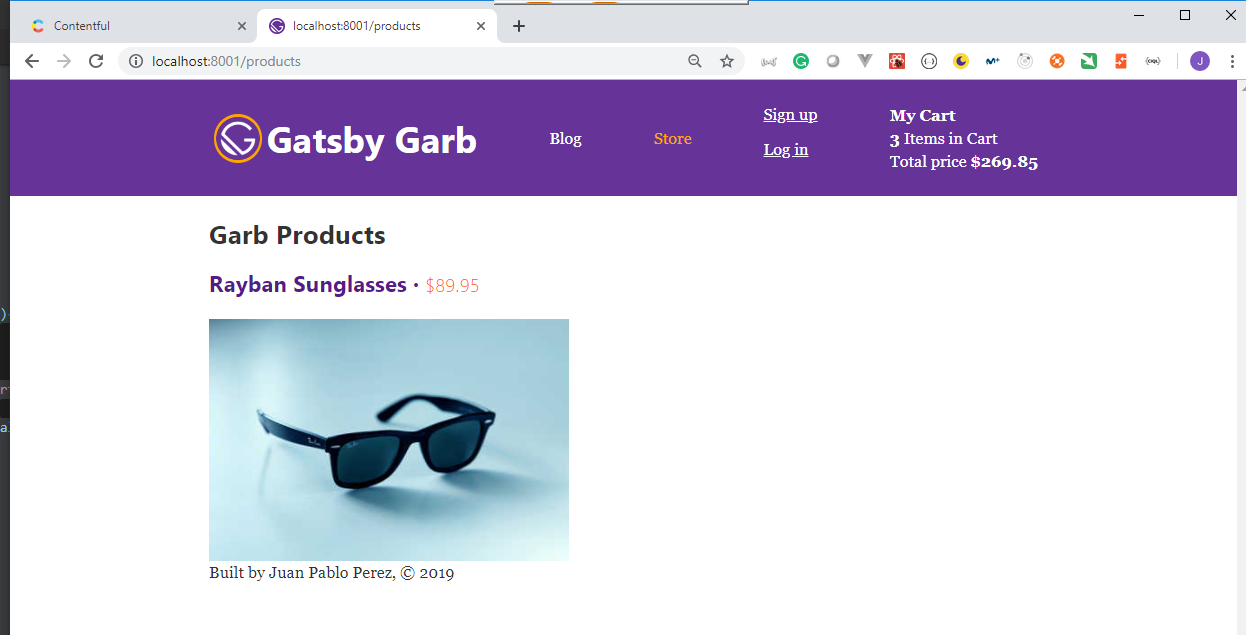 Contentful
localhost:8001/products
localhost:8001/products
J
Gatsby Garb
Blog
Store
Sign up
Log in
My Cart
3 Items in Cart
Total price $269.85
Garb Products
Rayban Sunglasses · $89.95
Built by Juan Pablo Perez, © 2019